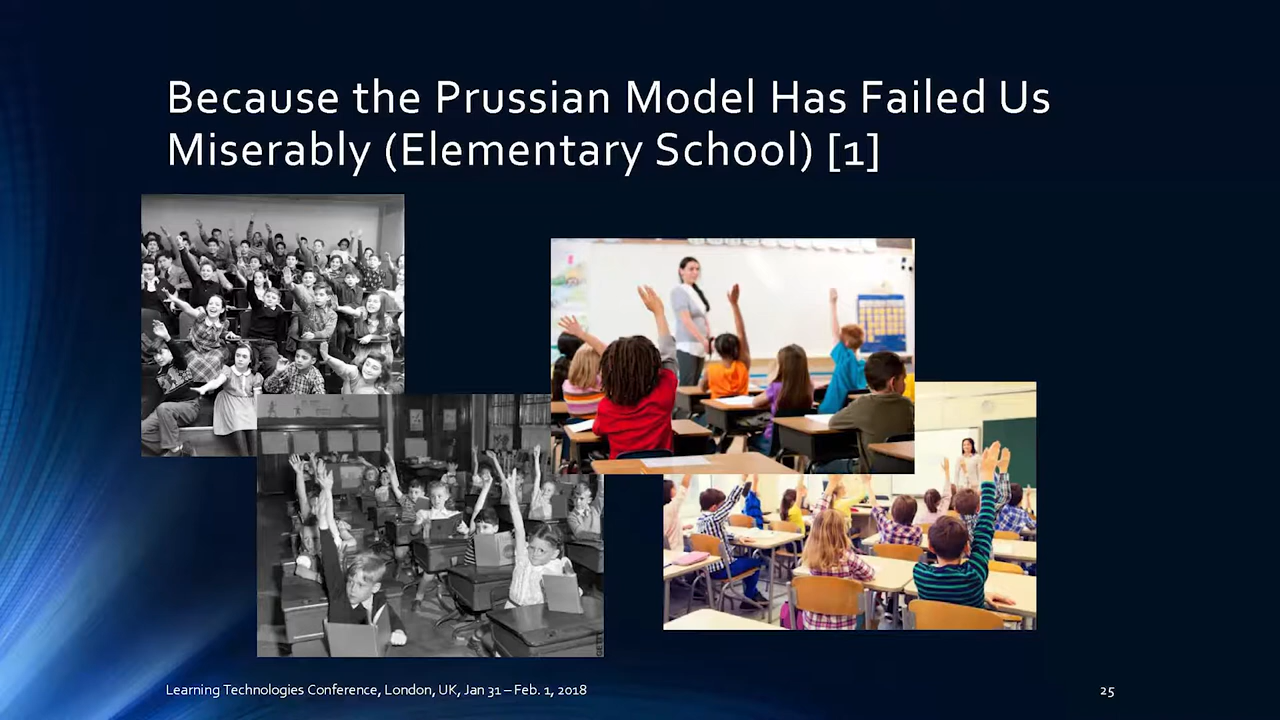 Because the Prussian Model Has Failed Us
Miserably (Elementary School) [1]
Learning Technologies Conference, London, UK, Jan 31 – Feb. 1, 2018
25